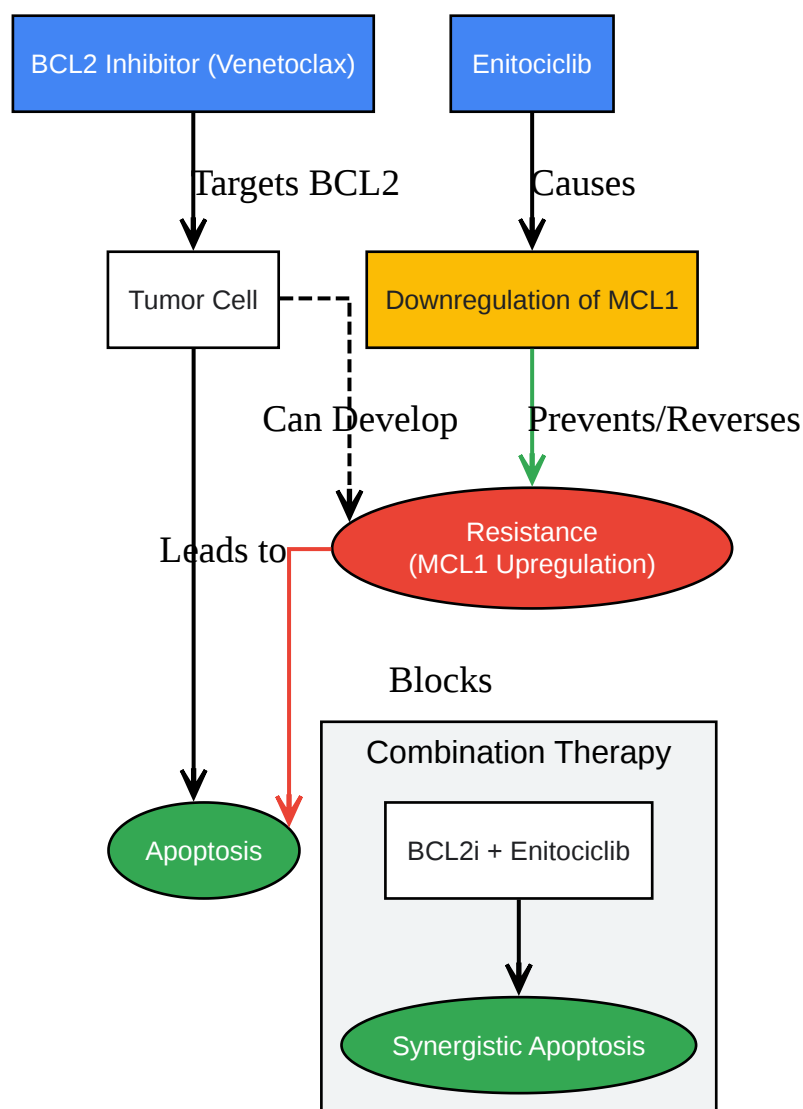 BCL2 Inhibitor (Venetoclax)
Enitociclib
Targets BCL2
Causes
Tumor Cell
Downregulation of MCL1
Can Develop
Prevents/Reverses
Resistance
(MCL1 Upregulation)
Leads to
Blocks
Combination Therapy
Apoptosis
BCL2i + Enitociclib
Synergistic Apoptosis